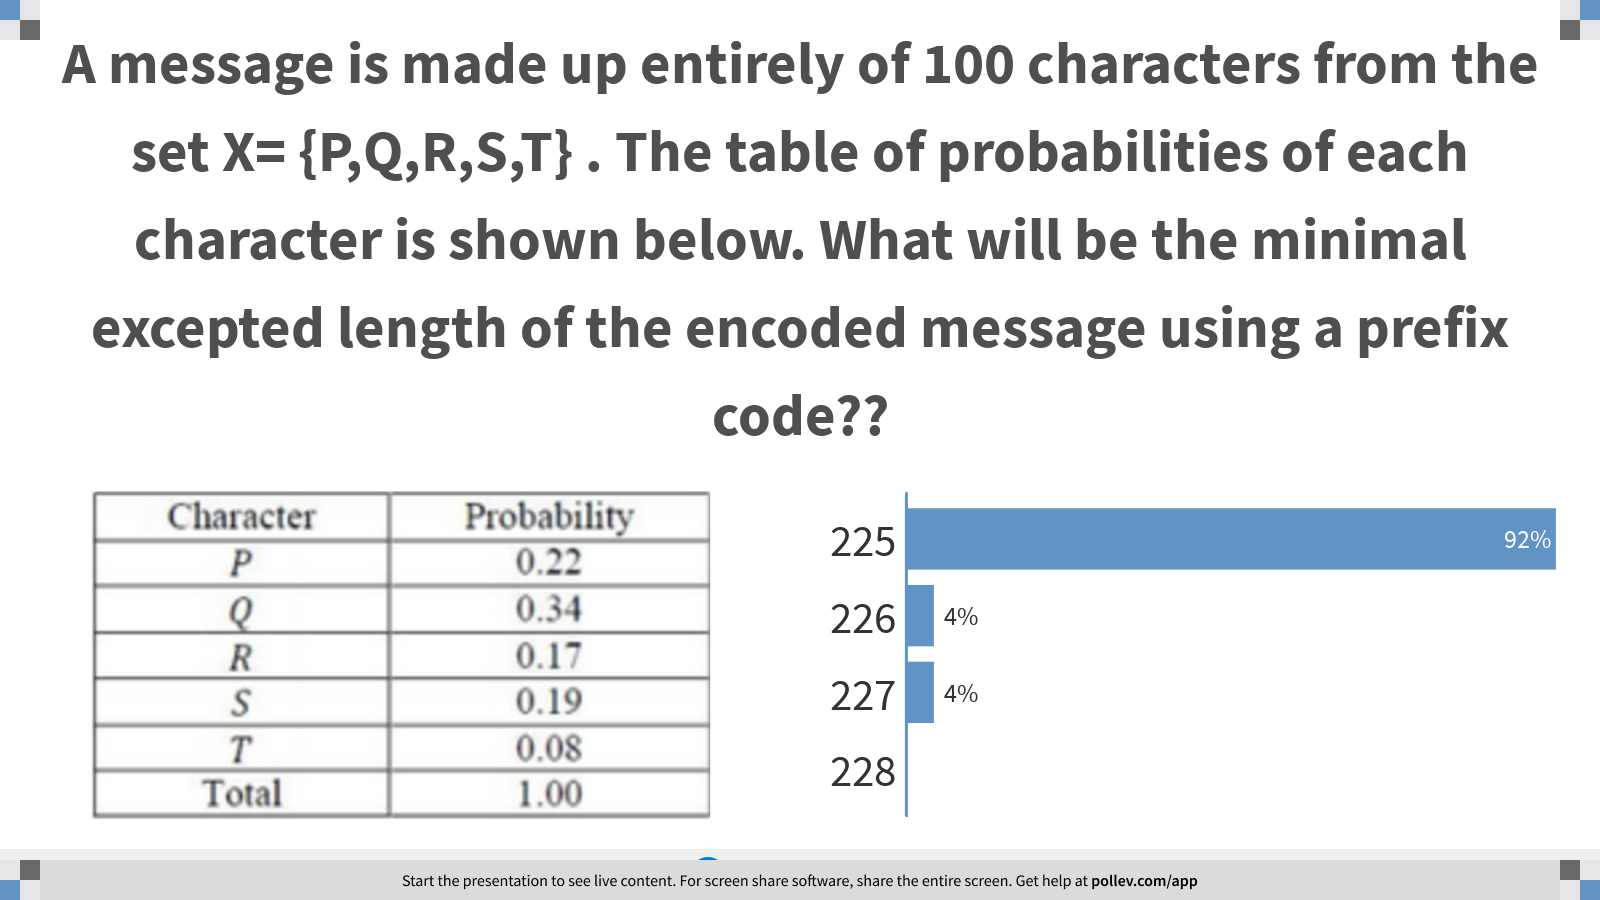 A message is made up entirely of 100 characters from the
set X= {P,Q,R,S,T} . The table of probabilities of each
character is shown below. What will be the minimal
excepted length of the encoded message using a prefix
code??
Character Probability
P 0.22
Q 0.34
R 0.17
S 0.19
T 0.08
Total 1.00
225 92%
226 4%
227 4%
228
Start the presentation to see live content. For screen share software, share the entire screen. Get help at pollev.com/app